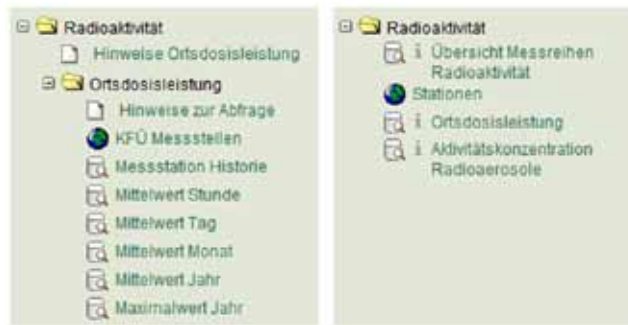 Radioaktivität
Hinweise Ortsdosisleistung
Ortsdosisleistung
Hinweise zur Abfrage
KFÜ Messstellen
Messstation Historie
Mittelwert Stunde
Mittelwert Tag
Mittelwert Monat
Mittelwert Jahr
Maximalwert Jahr
Radioaktivität
i Übersicht Messreihen
Radioaktivität
Stationen
i Ortsdosisleistung
i Aktivitätskonzentration
Radioaerosole